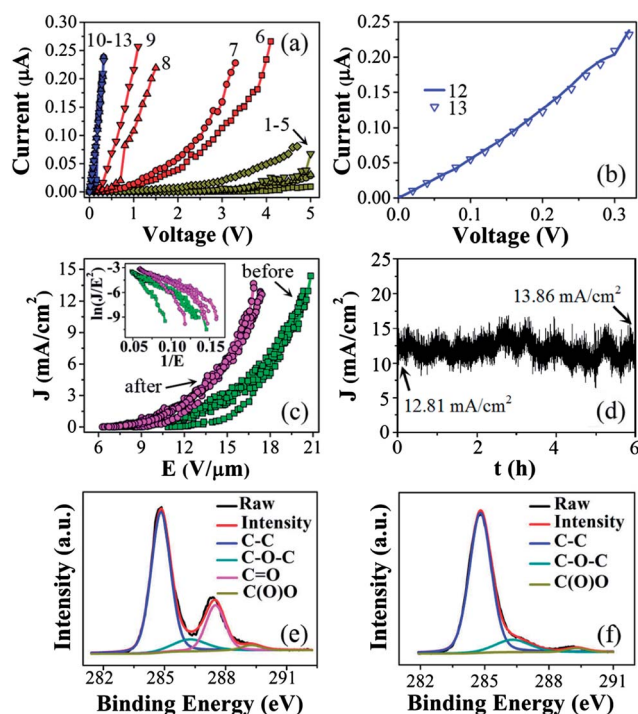 0.25
0.20
0.15
0.10
0.05
0.00
Current (μA)
10-13
9
8
(a)
7
6
1-5
0 1 2 3 4 5
Voltage (V)
0.25
0.20
0.15
0.10
0.05
0.00
Current (μA)
12
13
(b)
0.0 0.1 0.2 0.3
Voltage (V)
15
12
9
6
3
0
J (mA/cm²)
-3
-6
-9
ln(J/E²)
0.05 0.10 0.15
1/E
before
after
(c)
6 9 12 15 18 21
E (V/μm)
25
20
15
10
5
0
J (mA/cm²)
13.86 mA/cm²
12.81 mA/cm²
(d)
0 2 4 6
t (h)
Intensity (a.u.)
Raw
Intensity
C-C
C-O-C
C=O
C(O)O
(e)
282 285 288 291
Binding Energy (eV)
Intensity (a.u.)
Raw
Intensity
C-C
C-O-C
C(O)O
(f)
282 285 288 291
Binding Energy (eV)